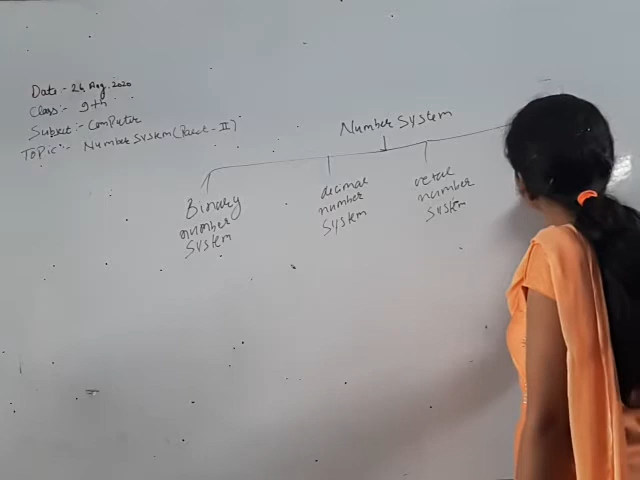 Date :- 24 Aug. 2020
Class :- 9th
Subject :- Computer
Topic :- Number System (Part - II)
Number System
Binary
number
System
decimal
number
System
octal
number
System